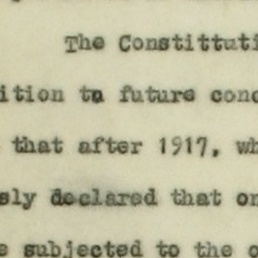 The Constituti
ition to future conc
that after 1917, wh
sly declared that on
e subjected to the o